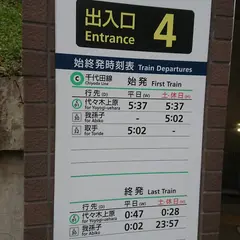 出入口
Entrance 4
始終発時刻表 Train Departures
C 千代田線 始発 First Train
Chiyoda Line
行先(D) 平日(W) 土・休日(H)
代々木上原 5:37 5:37
for Yoyogi-uehara
我孫子 - 5:02
for Abiko
取手 5:02 -
for Toride
終発 Last Train
行先(D) 平日(W) 土・休日(H)
代々木上原 0:47 0:28
for Yoyogi-uehara
我孫子 0:02 23:57
for Abiko